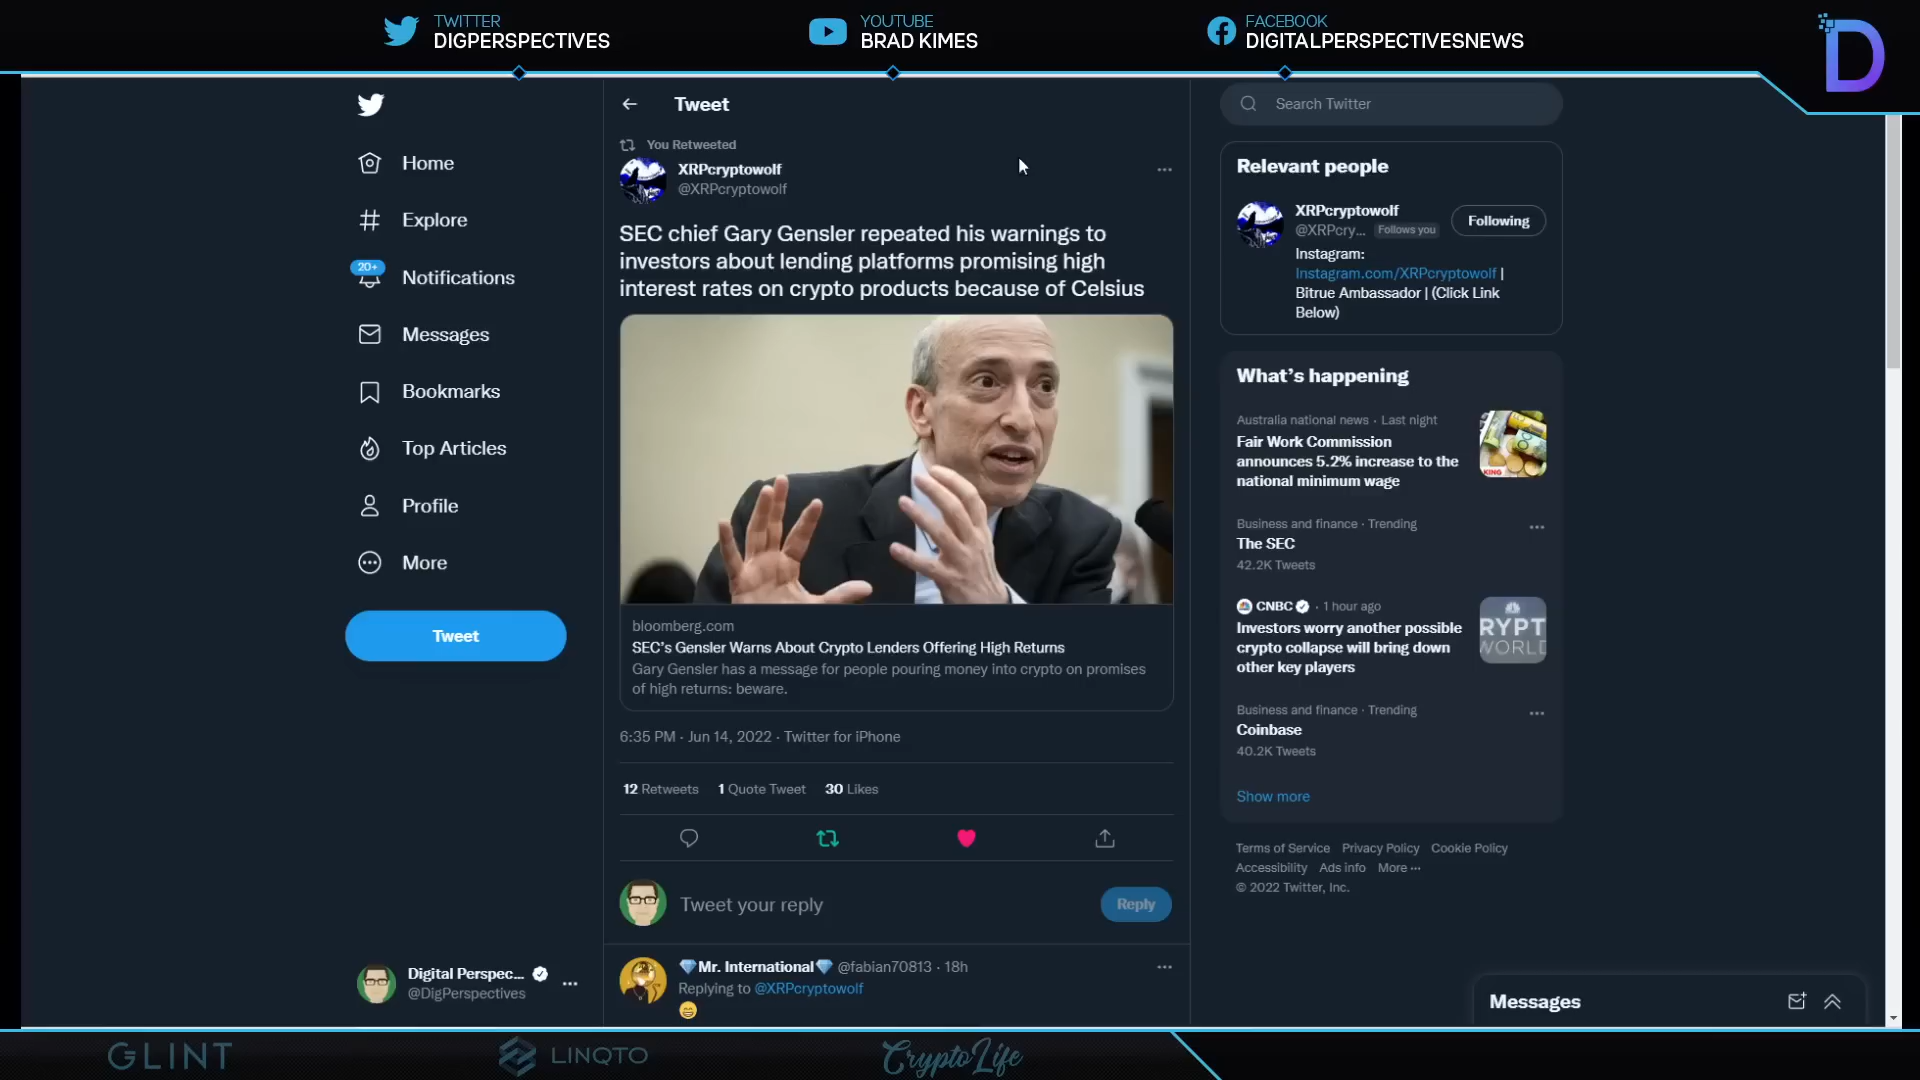 TWITTER
DIGPERSPECTIVES
YOUTUBE
BRAD KIMES
FACEBOOK
DIGITALPERSPECTIVESNEWS
D
Home
Explore
20+
Notifications
Messages
Bookmarks
Top Articles
Profile
More
Tweet
Digital Perspec...
@DigPerspectives
Tweet
You Retweeted
XRPcryptowolf
@XRPcryptowolf
SEC chief Gary Gensler repeated his warnings to
investors about lending platforms promising high
interest rates on crypto products because of Celsius
bloomberg.com
SEC's Gensler Warns About Crypto Lenders Offering High Returns
Gary Gensler has a message for people pouring money into crypto on promises
of high returns: beware.
6:35 PM · Jun 14, 2022 · Twitter for iPhone
12 Retweets 1 Quote Tweet 30 Likes
Tweet your reply
Reply
💎Mr. International💎 @fabian70813 · 18h
Replying to @XRPcryptowolf
😁
Search Twitter
Relevant people
XRPcryptowolf
@XRPcry... Follows you
Following
Instagram:
Instagram.com/XRPcryptowolf |
Bitrue Ambassador | (Click Link
Below)
What's happening
Australia national news · Last night
Fair Work Commission
announces 5.2% increase to the
national minimum wage
KING
Business and finance · Trending
The SEC
42.2K Tweets
CNBC · 1 hour ago
Investors worry another possible
crypto collapse will bring down
other key players
RYPT
WORLD
Business and finance · Trending
Coinbase
40.2K Tweets
Show more
Terms of Service Privacy Policy Cookie Policy
Accessibility Ads info More ···
© 2022 Twitter, Inc.
Messages
GLINT
LINQTO
CryptoLife